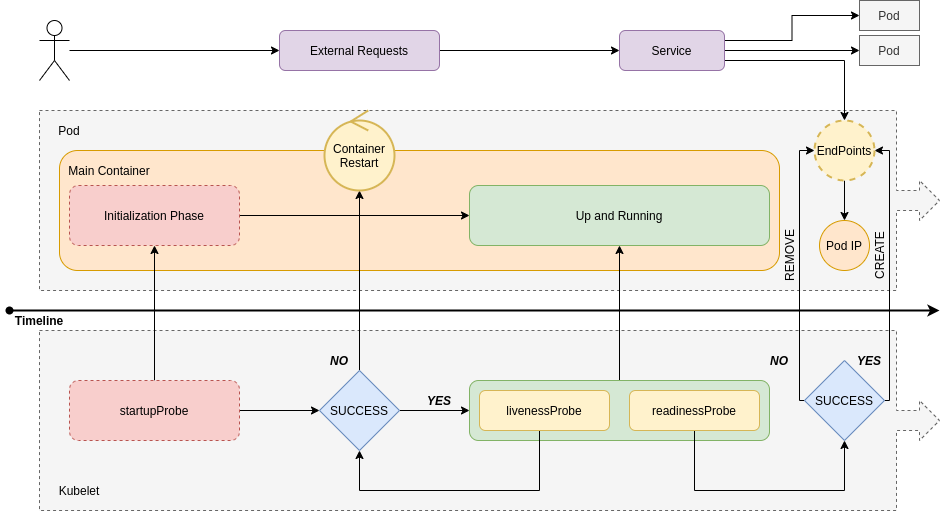 External Requests
Service
Pod
Pod
Pod
Main Container
Container
Restart
EndPoints
Initialization Phase
Up and Running
Pod IP
REMOVE
CREATE
Timeline
NO
YES
NO
YES
startupProbe
SUCCESS
livenessProbe
readinessProbe
SUCCESS
Kubelet